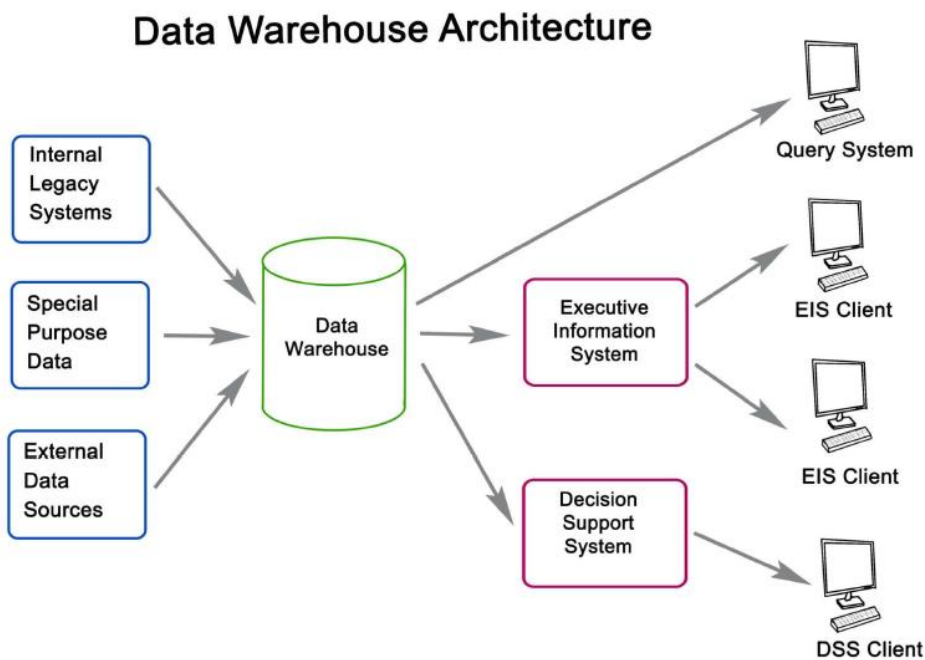 Data Warehouse Architecture
Internal
Legacy
Systems
Special
Purpose
Data
External
Data
Sources
Data
Warehouse
Executive
Information
System
Decision
Support
System
Query System
EIS Client
EIS Client
DSS Client